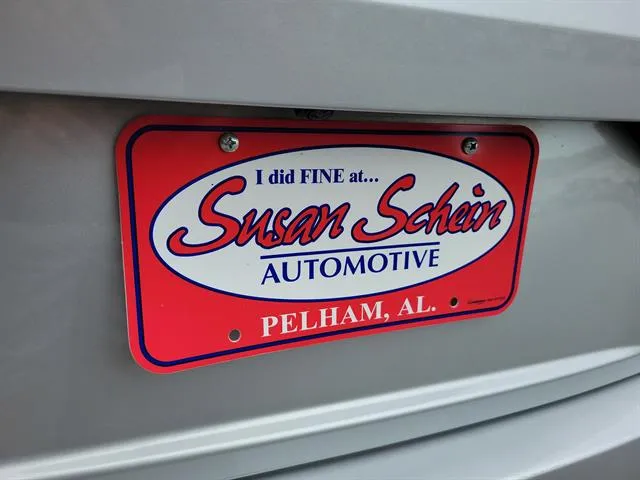 I did FINE at...
Susan Schein
AUTOMOTIVE
PELHAM, AL.